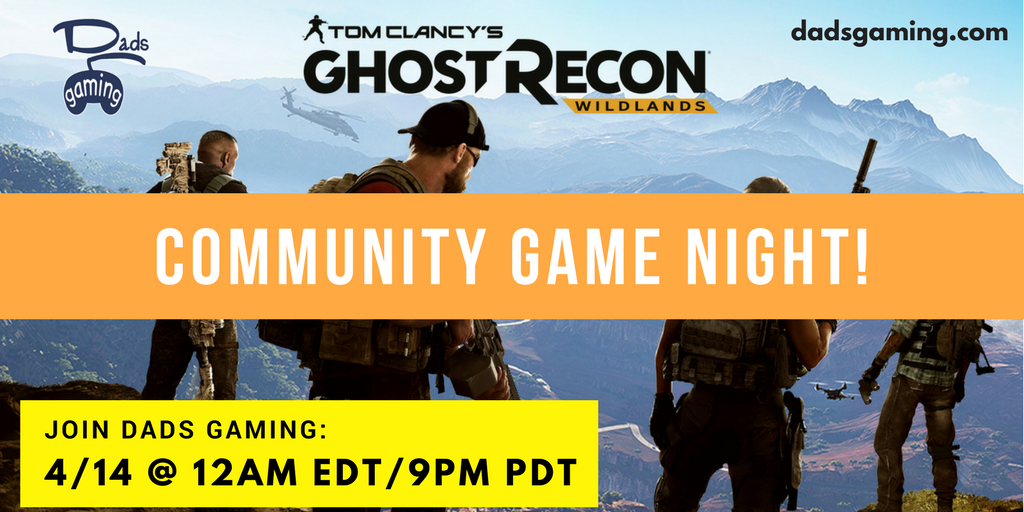 Dads
gaming
TOM CLANCY'S
GHOST RECON
WILDLANDS
dadsgaming.com
COMMUNITY GAME NIGHT!
JOIN DADS GAMING:
4/14 @ 12AM EDT/9PM PDT